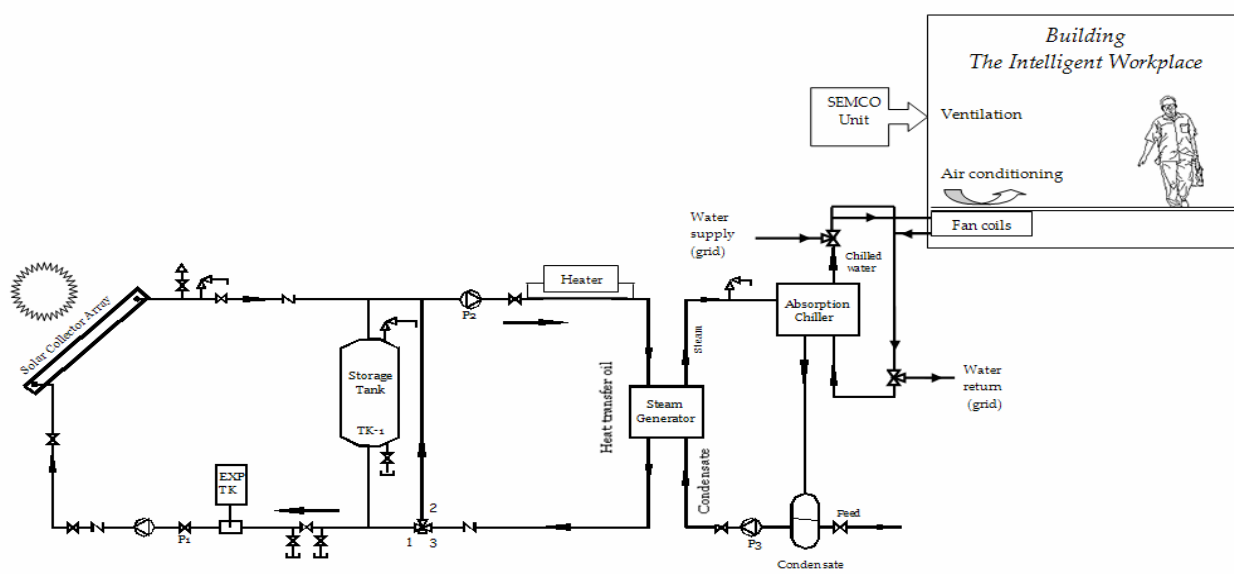 Building
The Intelligent Workplace
SEMCO
Unit
Ventilation
Air conditioning
Fan coils
Water
supply
(grid)
Chilled
water
Heater
P2
Solar Collector Array
Storage
Tank
TK-1
Heat transfer oil
Steam
Absorption
Chiller
Steam
Generator
Water
return
(grid)
Condensate
EXP
TK
P1
2
1
3
P3
Feed
Condensate